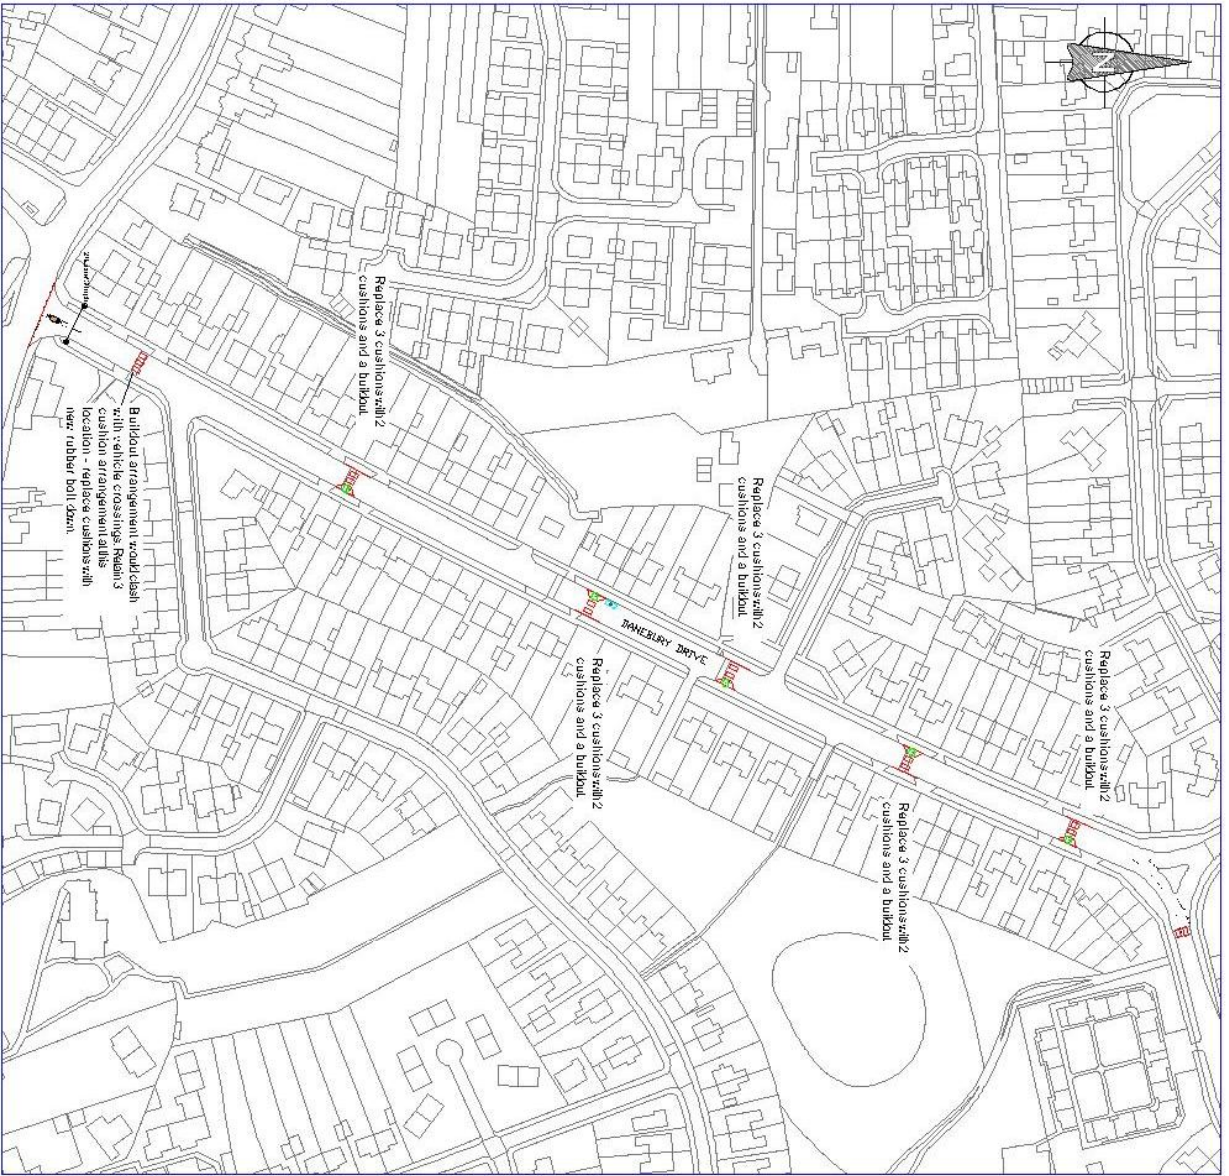 N
Replace 3 cushions with 2
cushions and a buildout.
Replace 3 cushions with 2
cushions and a buildout.
Replace 3 cushions with 2
cushions and a buildout.
DANEBURY DRIVE
Replace 3 cushions with 2
cushions and a buildout.
Replace 3 cushions with 2
cushions and a buildout.
Buildout arrangement would clash
with vehicle crossings. Retain 3
cushion arrangement at this
location - replace cushions with
new rubber bolt down.